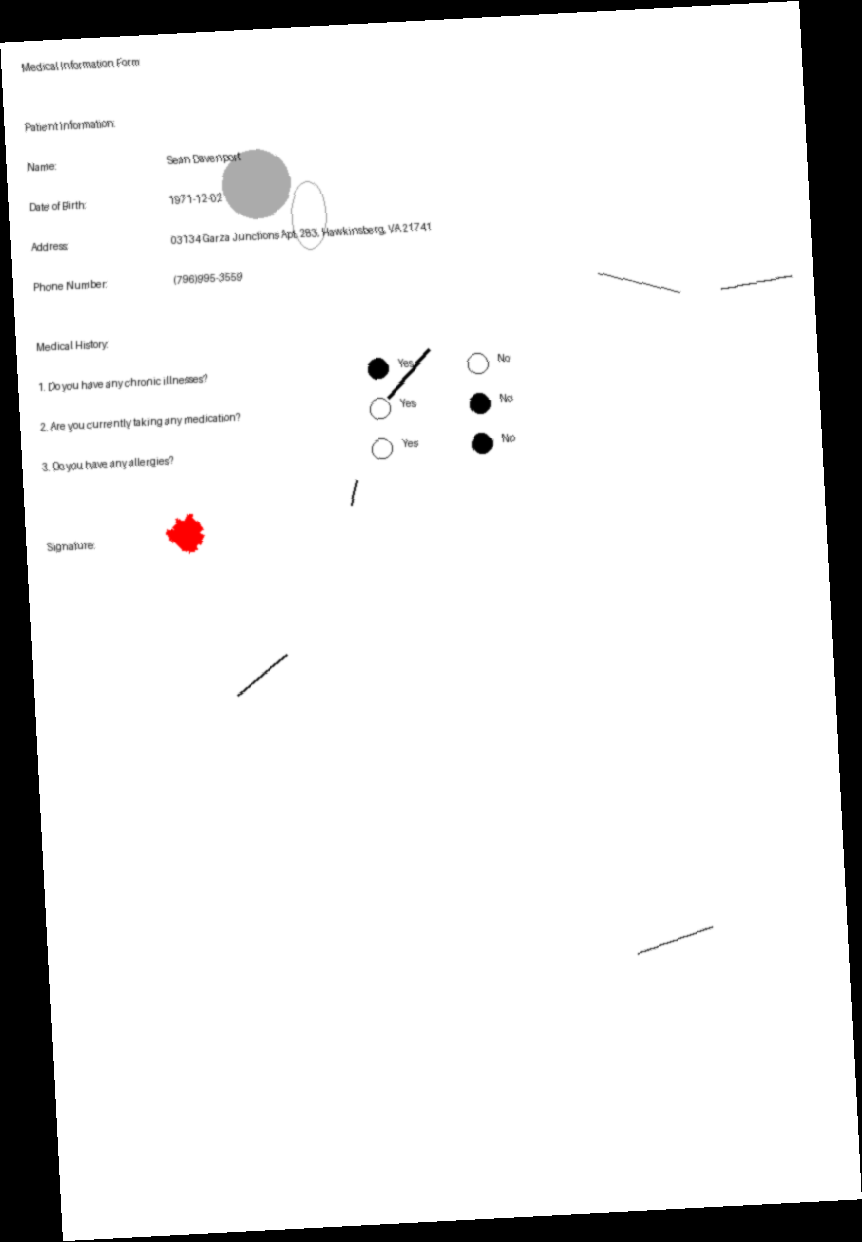 Medical Information Form
Patient Information:
Name: Sean Davenport
Date of Birth: 1971-12-02
Address: 03134 Garza Junctions Apt. 283, Hawkinsberg, VA 21741
Phone Number: (796)995-3559
Medical History:
1. Do you have any chronic illnesses? Yes No
2. Are you currently taking any medication? Yes No
3. Do you have any allergies? Yes No
Signature: